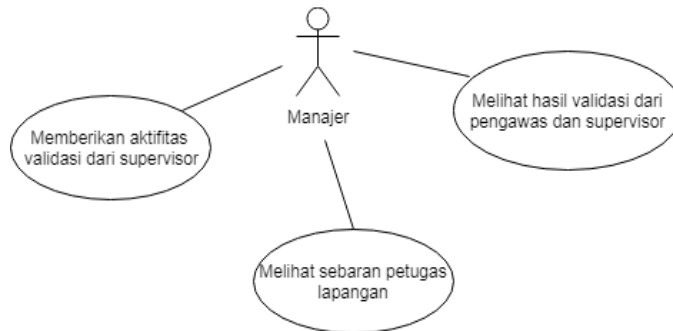 Manajer
Memberikan aktifitas
validasi dari supervisor
Melihat hasil validasi dari
pengawas dan supervisor
Melihat sebaran petugas
lapangan